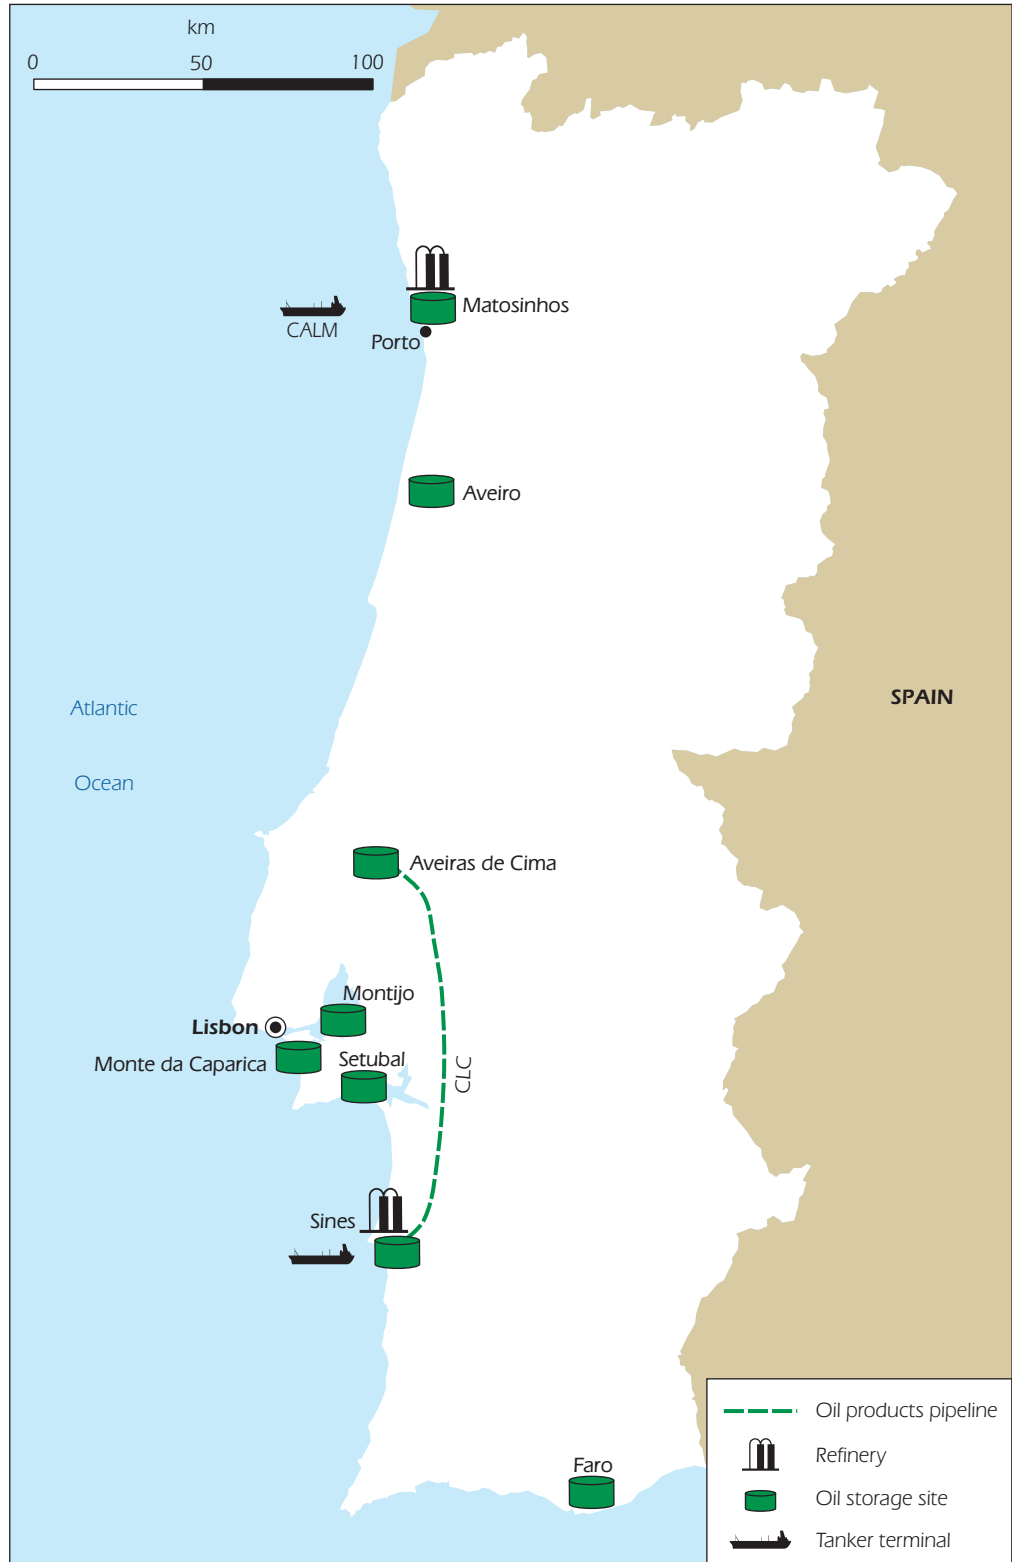 km
0 50 100
Matosinhos
CALM
Porto
Aveiro
SPAIN
Atlantic
Ocean
Aveiras de Cima
Montijo
Lisbon
Monte da Caparica
Setubal
CLC
Sines
Faro
Oil products pipeline
Refinery
Oil storage site
Tanker terminal